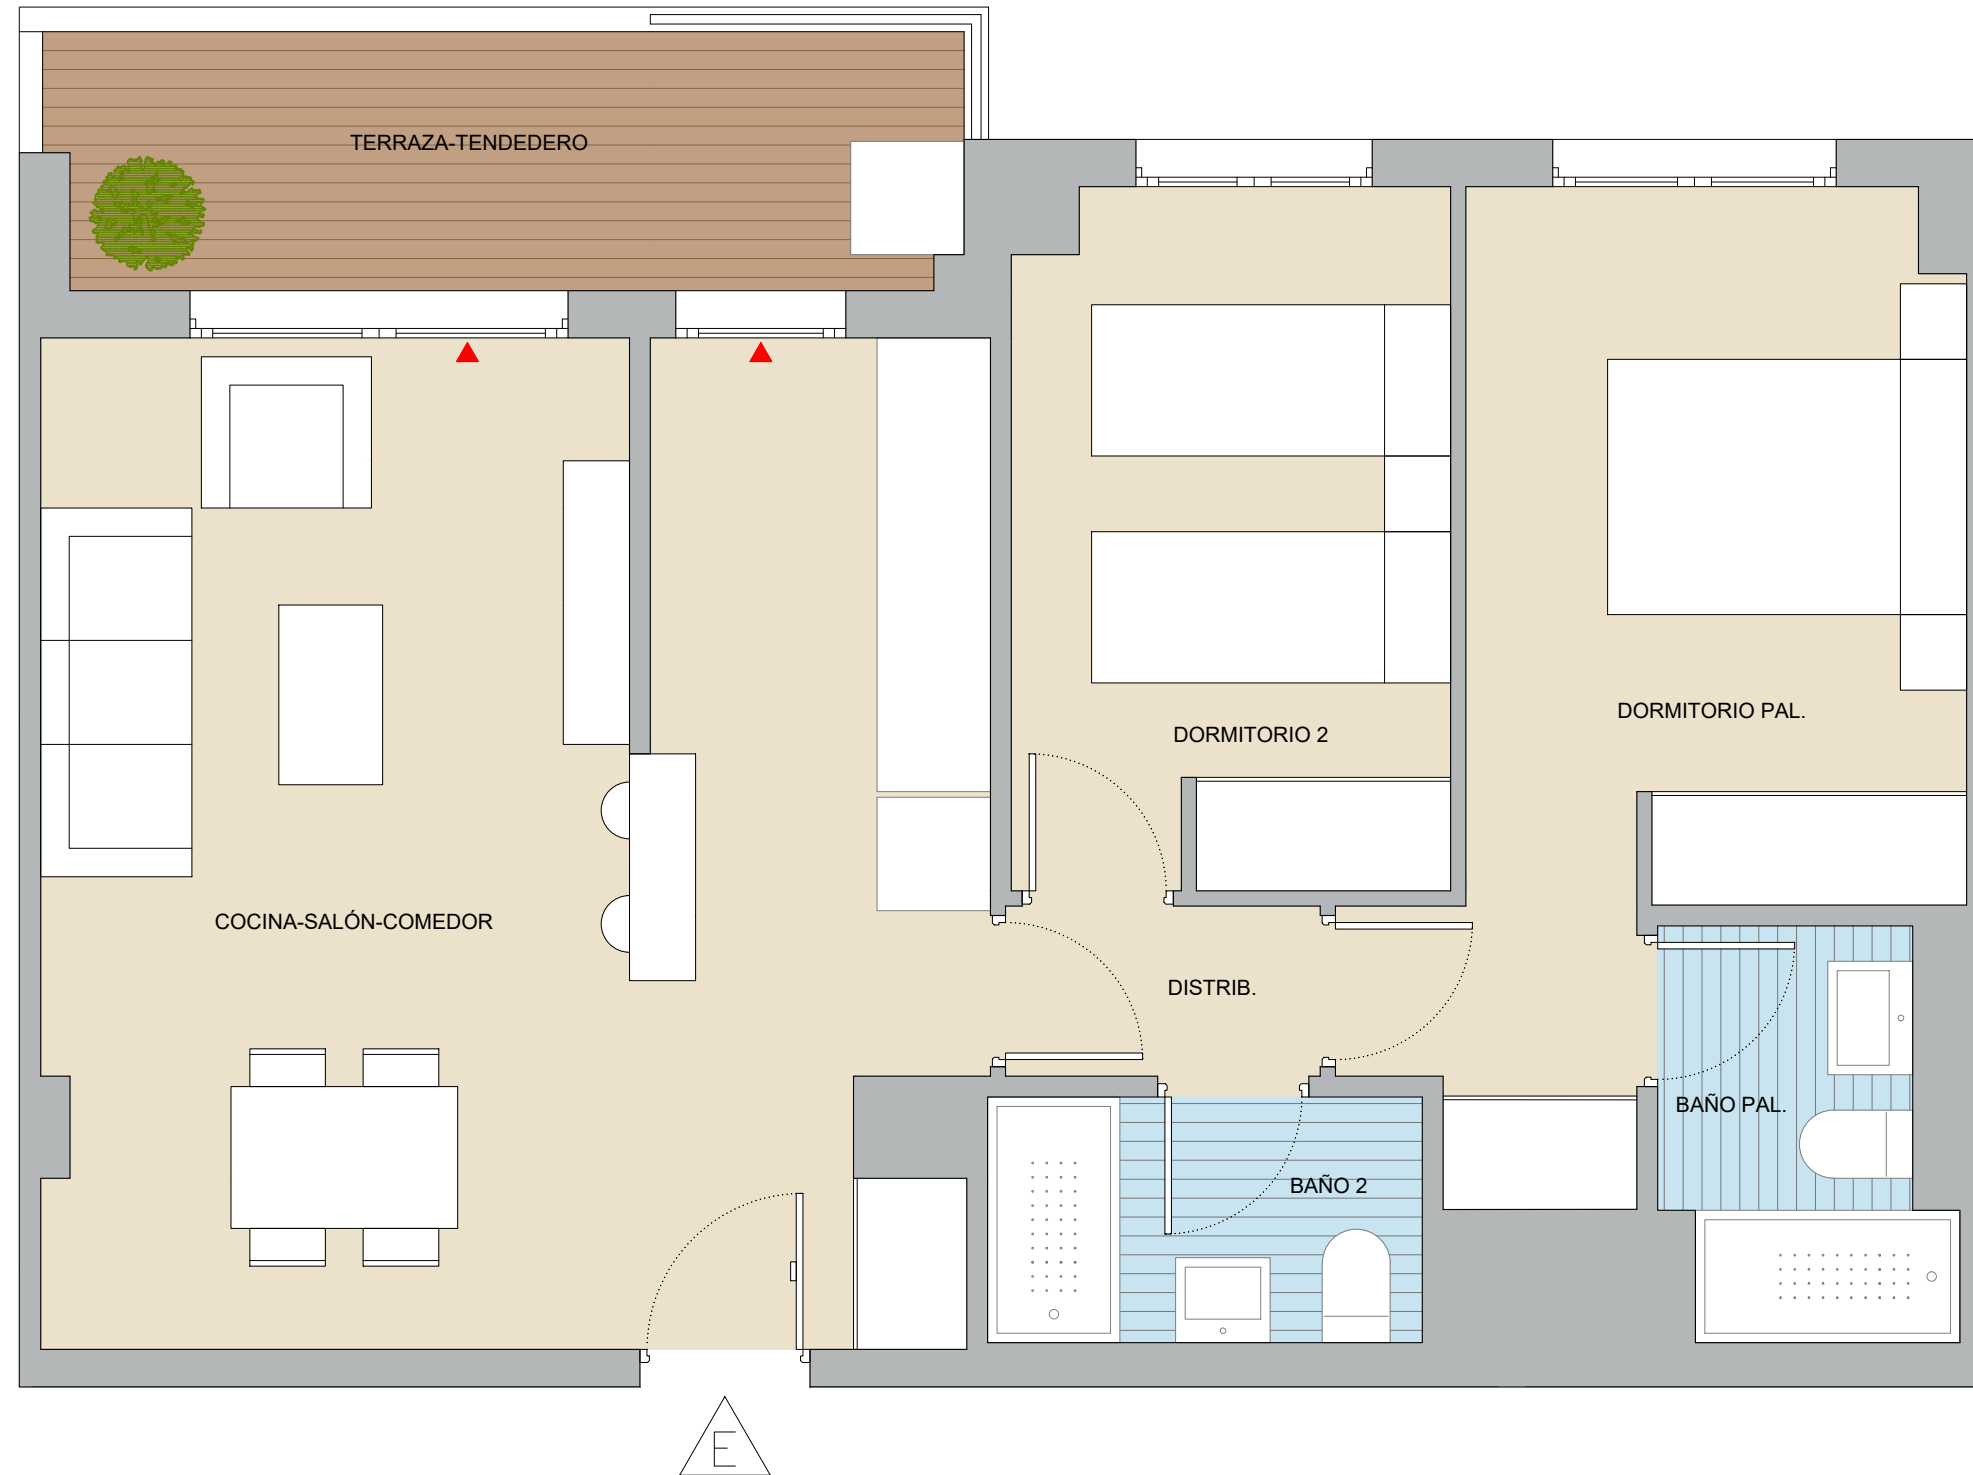 TERRAZA-TENDEDERO
DORMITORIO PAL.
DORMITORIO 2
COCINA-SALÓN-COMEDOR
DISTRIB.
BAÑO PAL.
BAÑO 2
E